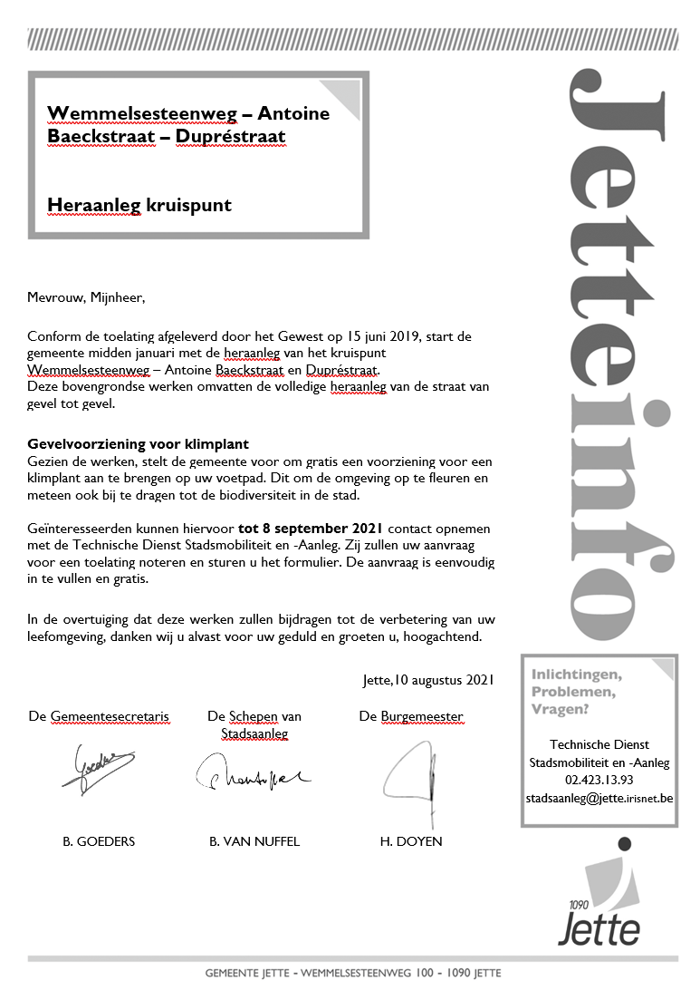 Wemmelsesteenweg – Antoine
Baeckstraat – Dupréstraat
Heraanleg kruispunt
Jetteinfo
Mevrouw, Mijnheer,
Conform de toelating afgeleverd door het Gewest op 15 juni 2019, start de
gemeente midden januari met de heraanleg van het kruispunt
Wemmelsesteenweg – Antoine Baeckstraat en Dupréstraat.
Deze bovengrondse werken omvatten de volledige heraanleg van de straat van
gevel tot gevel.
Gevelvoorziening voor klimplant
Gezien de werken, stelt de gemeente voor om gratis een voorziening voor een
klimplant aan te brengen op uw voetpad. Dit om de omgeving op te fleuren en
meteen ook bij te dragen tot de biodiversiteit in de stad.
Geïnteresseerden kunnen hiervoor tot 8 september 2021 contact opnemen
met de Technische Dienst Stadsmobiliteit en -Aanleg. Zij zullen uw aanvraag
voor een toelating noteren en sturen u het formulier. De aanvraag is eenvoudig
in te vullen en gratis.
In de overtuiging dat deze werken zullen bijdragen tot de verbetering van uw
leefomgeving, danken wij u alvast voor uw geduld en groeten u, hoogachtend.
Jette,10 augustus 2021
De Gemeentesecretaris
De Schepen van
Stadsaanleg
De Burgemeester
B. GOEDERS
B. VAN NUFFEL
H. DOYEN
Inlichtingen,
Problemen,
Vragen?
Technische Dienst
Stadsmobiliteit en -Aanleg
02.423.13.93
stadsaanleg@jette.irisnet.be
1090
Jette
GEMEENTE JETTE - WEMMELSESTEENWEG 100 - 1090 JETTE